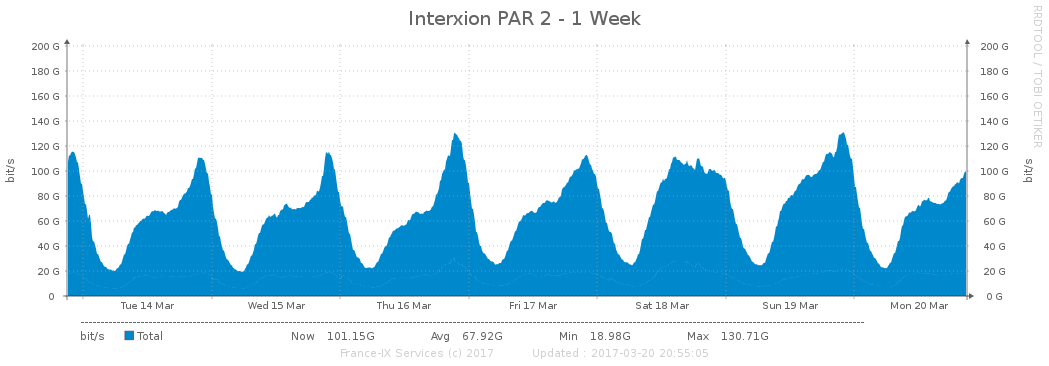 Interxion PAR 2 - 1 Week
RRDTOOL / TOBI OETIKER
200 G 200 G
180 G 180 G
160 G 160 G
140 G 140 G
120 G 120 G
100 G 100 G
80 G 80 G
60 G 60 G
40 G 40 G
20 G 20 G
0 0 G
bit/s
bit/s
Tue 14 Mar Wed 15 Mar Thu 16 Mar Fri 17 Mar Sat 18 Mar Sun 19 Mar Mon 20 Mar
bit/s Total Now 101.15G Avg 67.92G Min 18.98G Max 130.71G
France-IX Services (c) 2017 Updated : 2017-03-20 20:55:05